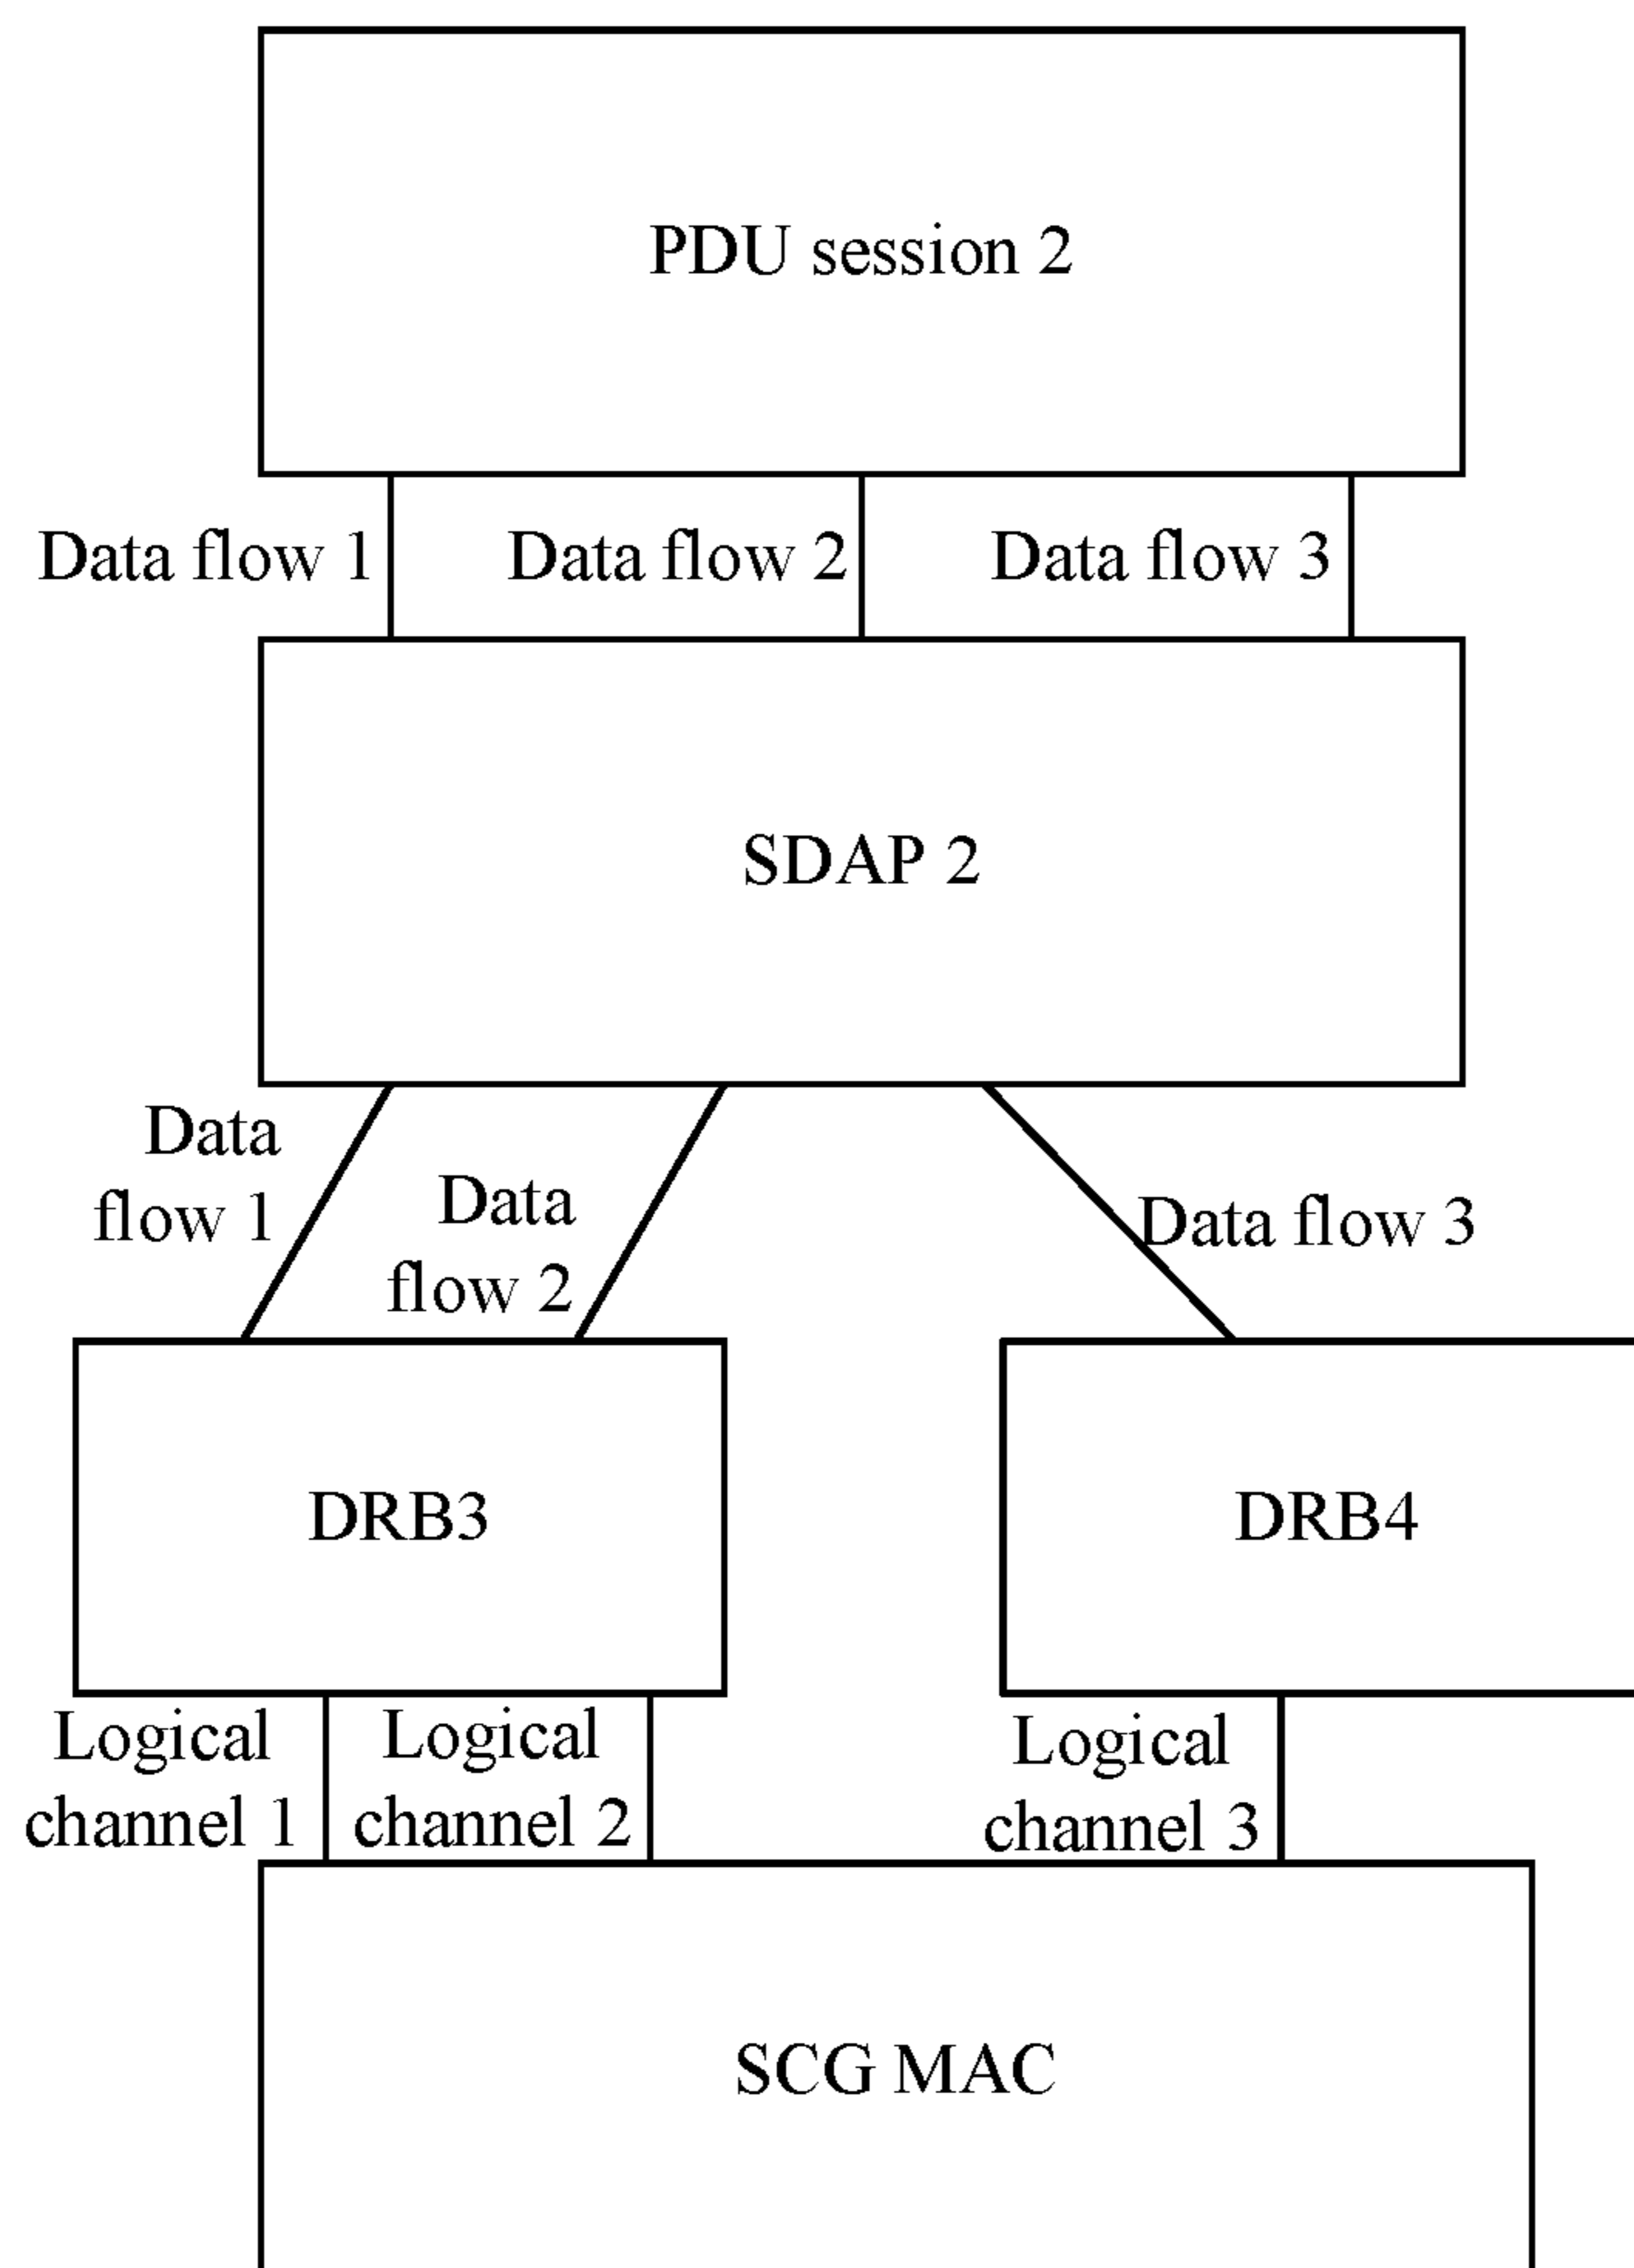 PDU session 2
Data flow 1
Data flow 2
Data flow 3
SDAP 2
Data
flow 1
Data
flow 2
Data flow 3
DRB3
DRB4
Logical
channel 1
Logical
channel 2
Logical
channel 3
SCG MAC